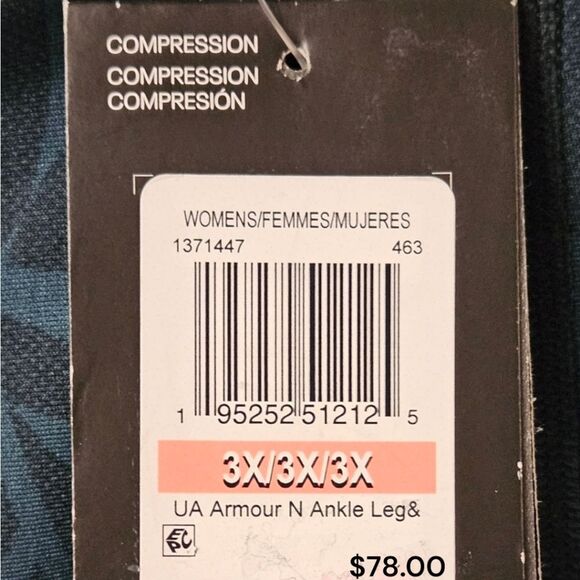 COMPRESSION
COMPRESSION
COMPRESIÓN
WOMENS/FEMMES/MUJERES
1371447 463
1 95252 51212 5
3X/3X/3X
UA Armour N Ankle Leg&
EPC
$78.00